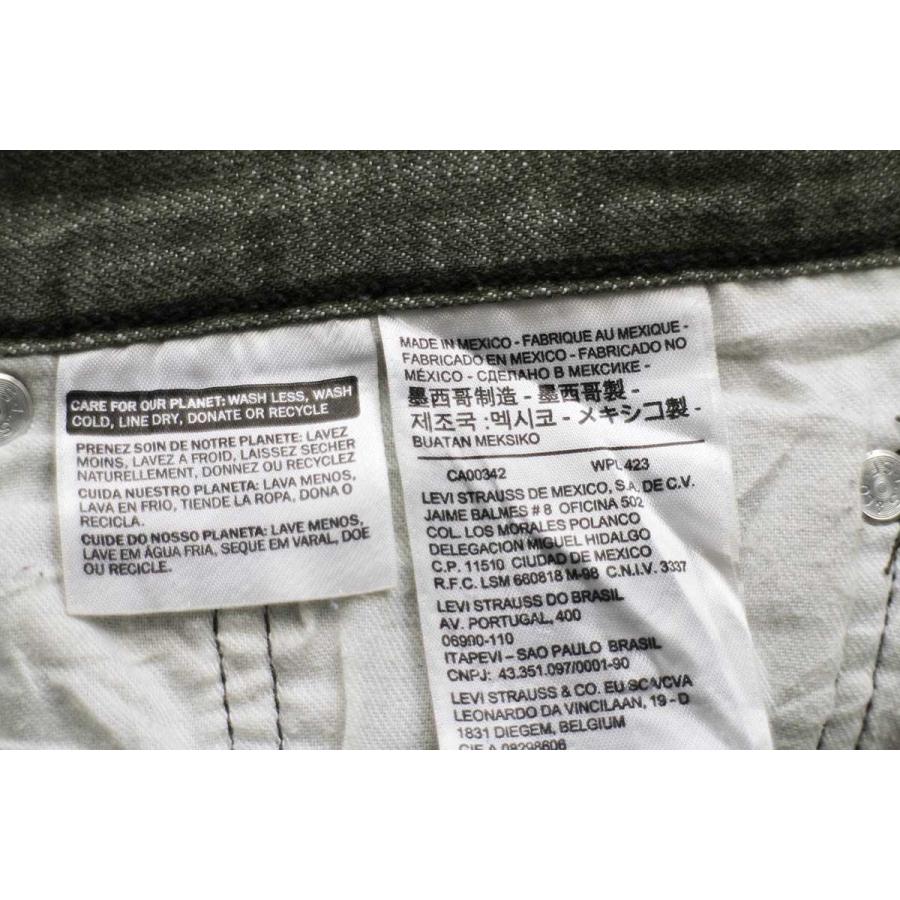 CARE FOR OUR PLANET: WASH LESS, WASH
COLD, LINE DRY, DONATE OR RECYCLE
PRENEZ SOIN DE NOTRE PLANETE: LAVEZ
MOINS, LAVEZ A FROID, LAISSEZ SECHER
NATURELLEMENT, DONNEZ OU RECYCLEZ
CUIDA NUESTRO PLANETA: LAVA MENOS,
LAVA EN FRIO, TIENDE LA ROPA, DONA O
RECICLA.
CUIDE DO NOSSO PLANETA: LAVE MENOS,
LAVE EM ÁGUA FRIA, SEQUE EM VARAL, DOE
OU RECICLE.
MADE IN MEXICO - FABRIQUE AU MEXIQUE -
FABRICADO EN MEXICO - FABRICADO NO
MÉXICO - СДЕЛАНО В МЕКСИКЕ -
墨西哥制造 - 墨西哥製 -
제조국 :멕시코 - メキシコ製 -
BUATAN MEKSIKO
CA00342 WPL 423
LEVI STRAUSS DE MEXICO, S.A. DE C.V.
JAIME BALMES # 8 OFICINA 502
COL. LOS MORALES POLANCO
DELEGACION MIGUEL HIDALGO
C.P. 11510 CIUDAD DE MEXICO
R.F.C. LSM 660818 M-98 C.N.I.V. 3337
LEVI STRAUSS DO BRASIL
AV. PORTUGAL, 400
06990-110
ITAPEVI - SAO PAULO BRASIL
CNPJ: 43.351.097/0001-90
LEVI STRAUSS & CO. EU SCA/CVA
LEONARDO DA VINCILAAN, 19 - D
1831 DIEGEM, BELGIUM
CIF A 08298606